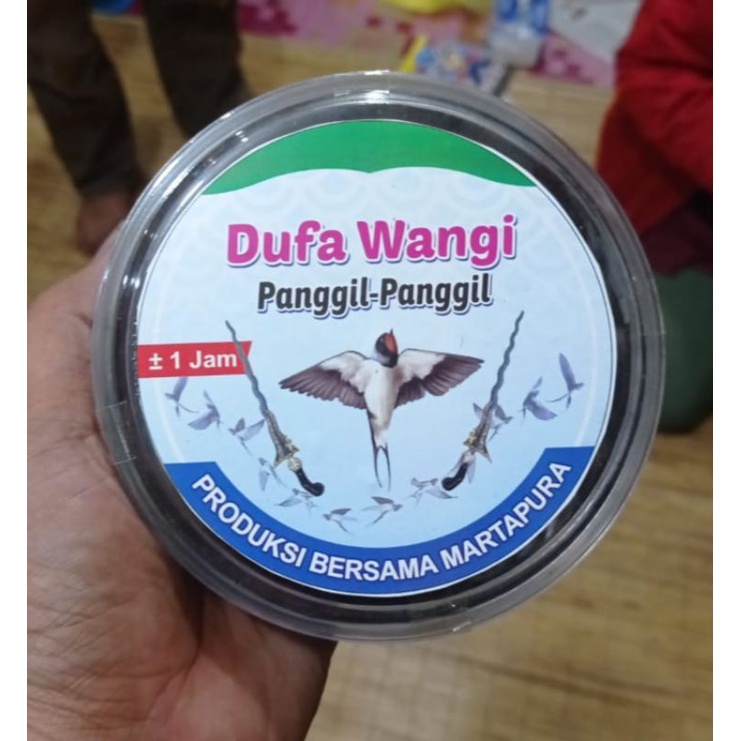 Dufa Wangi
Panggil-Panggil
± 1 Jam
PRODUKSI BERSAMA MARTAPURA